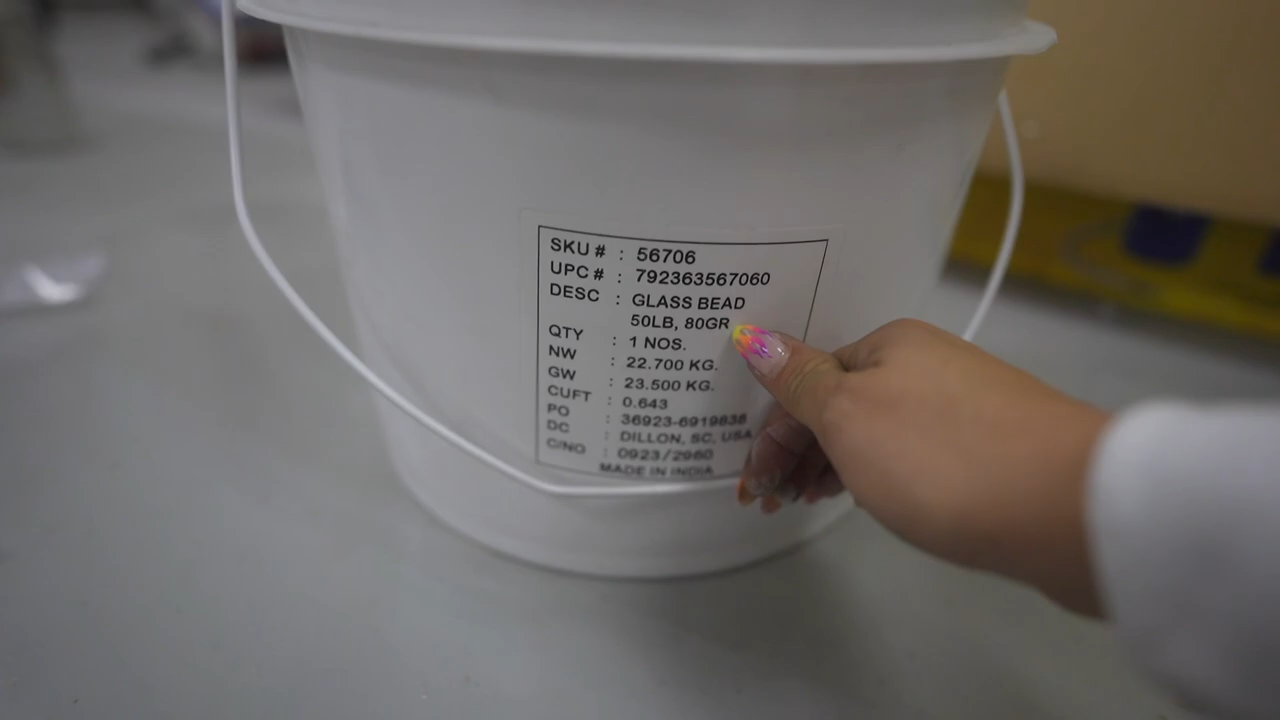 SKU # : 56706
UPC # : 792363567060
DESC : GLASS BEAD
50LB, 80GR
QTY : 1 NOS.
NW : 22.700 KG.
GW : 23.500 KG.
CUFT : 0.643
PO : 36923-6919838
DC : DILLON, SC, USA
C/NO : 0923/2960
MADE IN INDIA